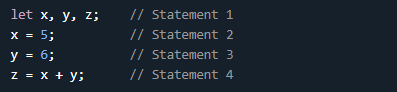 let x, y, z;    // Statement 1
x = 5;          // Statement 2
y = 6;          // Statement 3
z = x + y;      // Statement 4